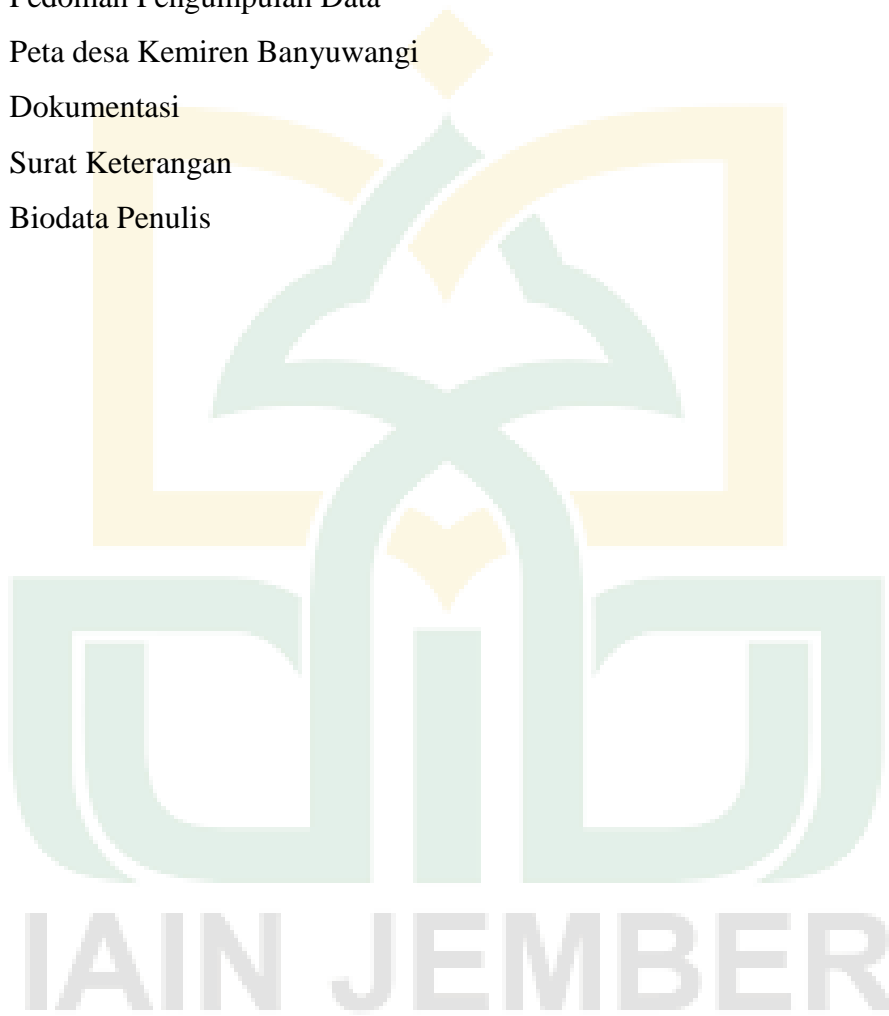 Pedoman Pengumpulan Data
Peta desa Kemiren Banyuwangi
Dokumentasi
Surat Keterangan
Biodata Penulis
IAIN JEMBER